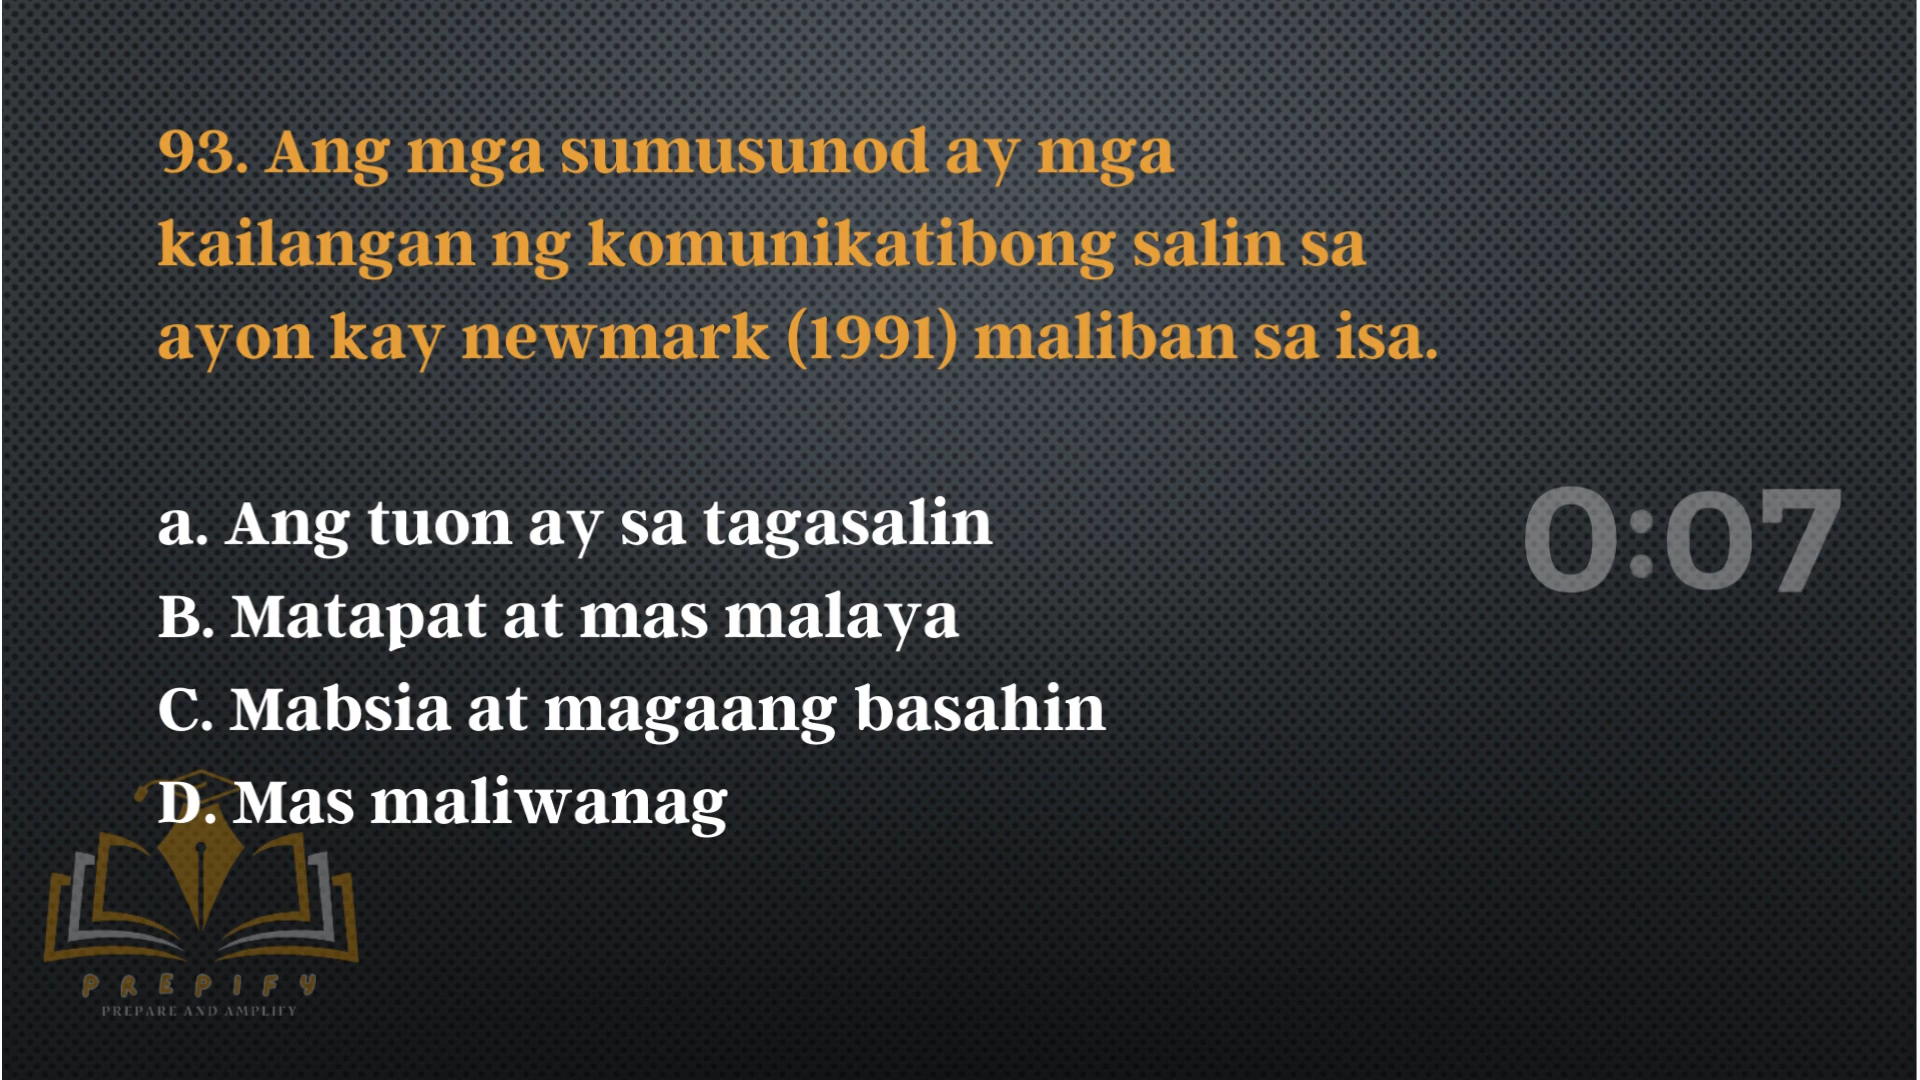 93. Ang mga sumusunod ay mga
kailangan ng komunikatibong salin sa
ayon kay newmark (1991) maliban sa isa.
a. Ang tuon ay sa tagasalin
B. Matapat at mas malaya
C. Mabsia at magaang basahin
D. Mas maliwanag
0:07
PREPIFY
PREPARE AND AMPLIFY